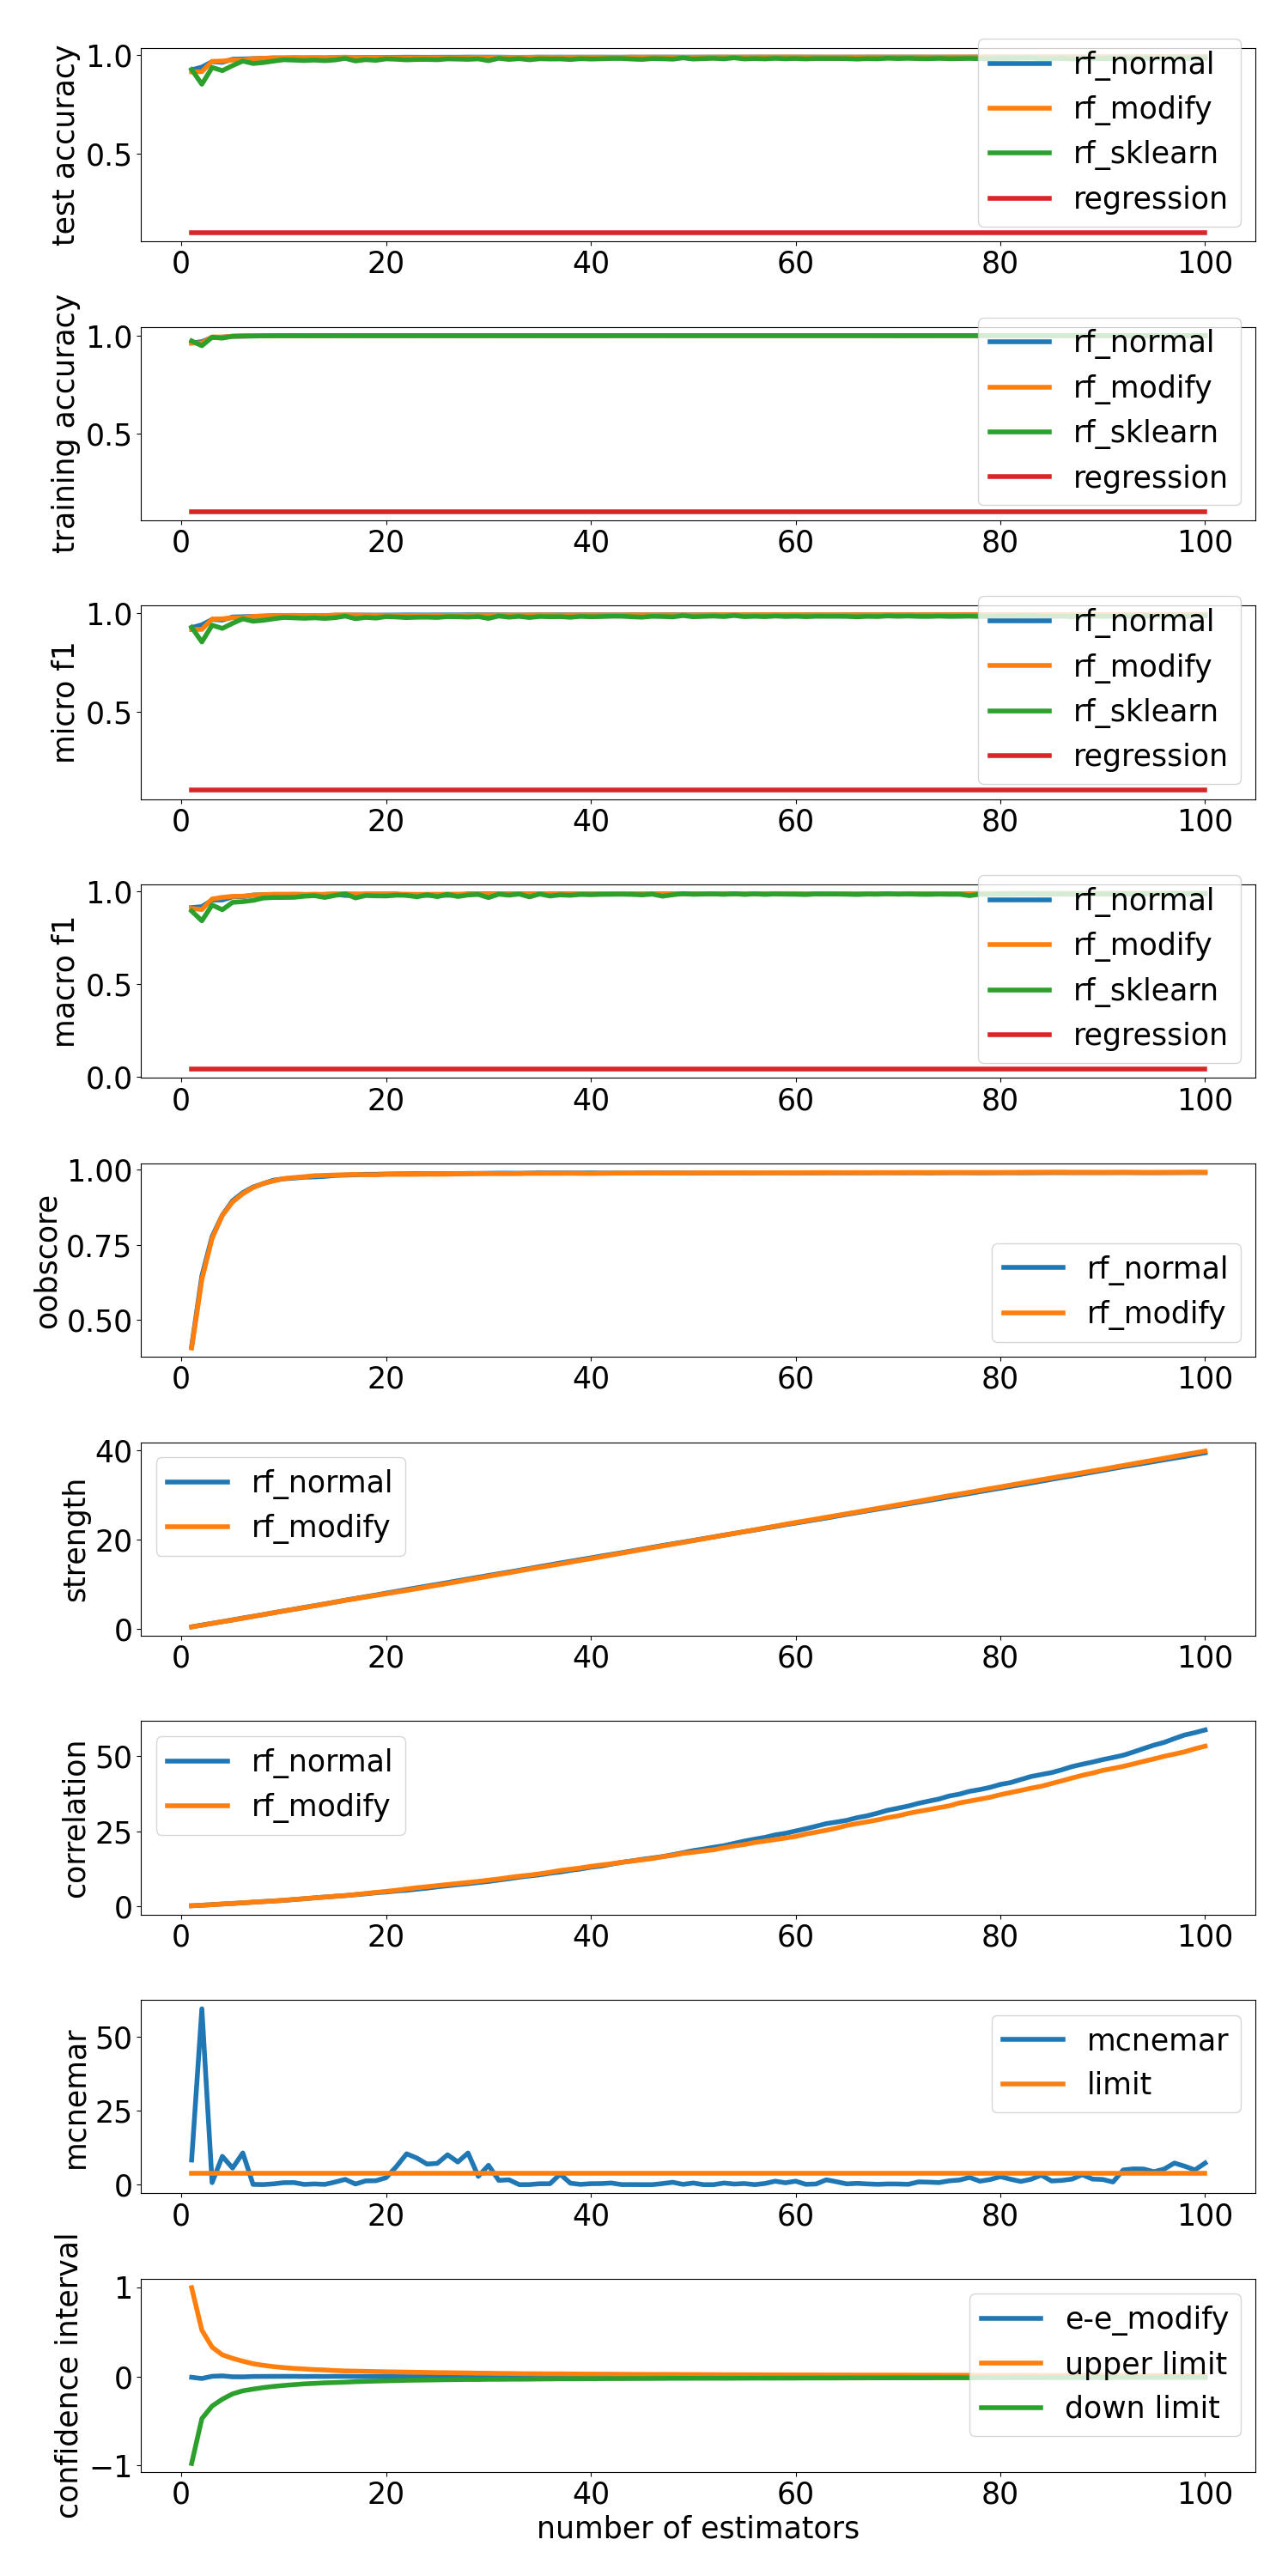 test accuracy
1.0
0.5
rf_normal
rf_modify
rf_sklearn
regression
0 20 40 60 80 100
training accuracy
1.0
0.5
rf_normal
rf_modify
rf_sklearn
regression
0 20 40 60 80 100
micro f1
1.0
0.5
rf_normal
rf_modify
rf_sklearn
regression
0 20 40 60 80 100
macro f1
1.0
0.5
0.0
rf_normal
rf_modify
rf_sklearn
regression
0 20 40 60 80 100
oobscore
1.00
0.75
0.50
rf_normal
rf_modify
0 20 40 60 80 100
strength
40
20
0
rf_normal
rf_modify
0 20 40 60 80 100
correlation
50
25
0
rf_normal
rf_modify
0 20 40 60 80 100
mcnemar
50
25
0
mcnemar
limit
0 20 40 60 80 100
confidence interval
1
0
−1
e-e_modify
upper limit
down limit
0 20 40 60 80 100
number of estimators